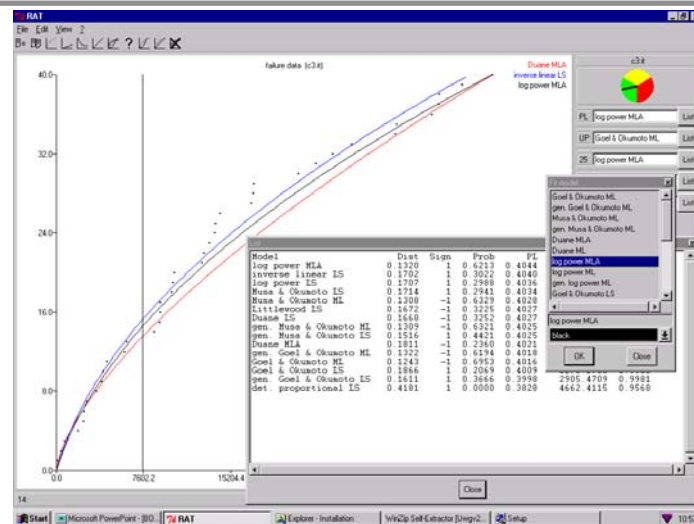 RAT
File Edit View ?
failure data (c3.it)
Duane MLA
inverse linear LS
log power MLA
40.0
32.0
24.0
16.0
8.0
0.0
0.0 7602.2 15204.4
c3.it
PL log power MLA List
UP Goel & Okumoto ML List
25 log power MLA List
List
List
Fit model
Goel & Okumoto ML
gen. Goel & Okumoto ML
Musa & Okumoto ML
gen. Musa & Okumoto ML
Duane MLA
Duane ML
log power MLA
log power ML
gen. log power ML
Goel & Okumoto LS
log power MLA
black
OK Close
List
Model Dist Sign Prob PL
log power MLA 0.1320 1 0.6213 0.4044
inverse linear LS 0.1702 1 0.3022 0.4040
log power LS 0.1707 1 0.2988 0.4036
Musa & Okumoto LS 0.1714 1 0.2941 0.4034
Musa & Okumoto ML 0.1308 -1 0.6329 0.4028
Littlewood LS 0.1672 -1 0.3225 0.4027
Duane LS 0.1668 -1 0.3252 0.4027
gen. Musa & Okumoto ML 0.1309 -1 0.6321 0.4025
gen. Musa & Okumoto LS 0.1516 1 0.4421 0.4025
Duane MLA 0.1811 -1 0.2360 0.4021
gen. Goel & Okumoto ML 0.1322 -1 0.6194 0.4018
Goel & Okumoto ML 0.1243 -1 0.6953 0.4016
Goel & Okumoto LS 0.1866 1 0.2069 0.4009
gen. Goel & Okumoto LS 0.1611 1 0.3666 0.3998 2905.4709 0.9981
det. proportional LS 0.4181 1 0.0000 0.3828 4662.4115 0.9568
Close
14:
Start Microsoft PowerPoint - [BO... RAT Explorer - Installation WinZip Self-Extractor [Uwgv2... Setup